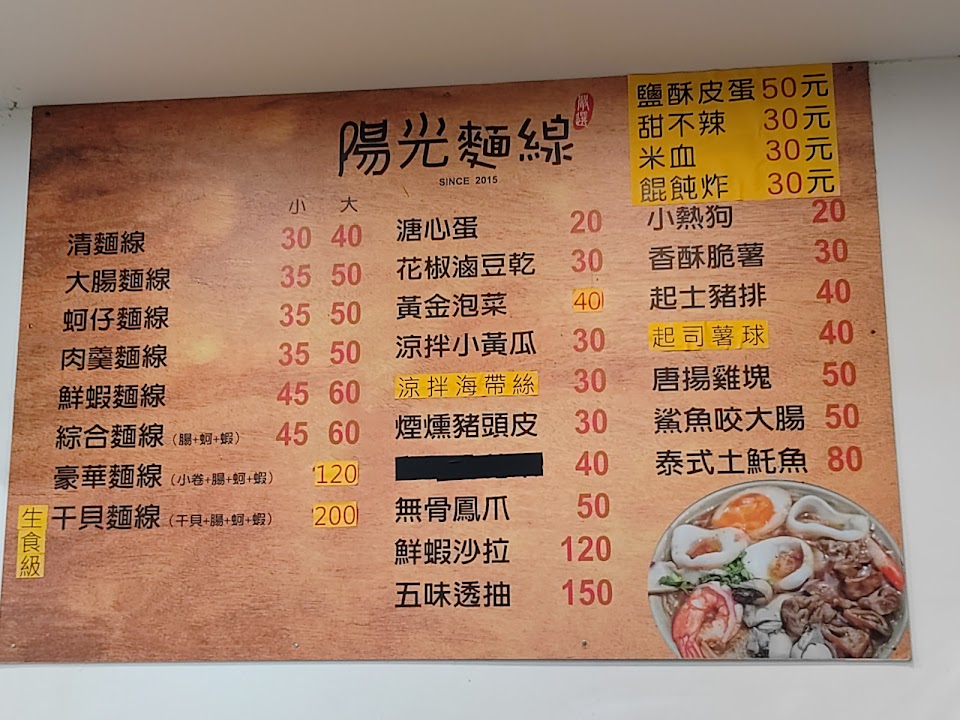 陽光麵線
嚴選
SINCE 2015
小 大
清麵線 30 40
大腸麵線 35 50
蚵仔麵線 35 50
肉羹麵線 35 50
鮮蝦麵線 45 60
綜合麵線(腸+蚵+蝦) 45 60
豪華麵線(小卷+腸+蚵+蝦) 120
生食級
干貝麵線(干貝+腸+蚵+蝦) 200
溏心蛋 20
花椒滷豆乾 30
黃金泡菜 40
涼拌小黃瓜 30
涼拌海帶絲 30
煙燻豬頭皮 30
40
無骨鳳爪 50
鮮蝦沙拉 120
五味透抽 150
鹽酥皮蛋50元
甜不辣 30元
米血 30元
餛飩炸 30元
小熱狗 20
香酥脆薯 30
起士豬排 40
起司薯球 40
唐揚雞塊 50
鯊魚咬大腸 50
泰式土魠魚 80